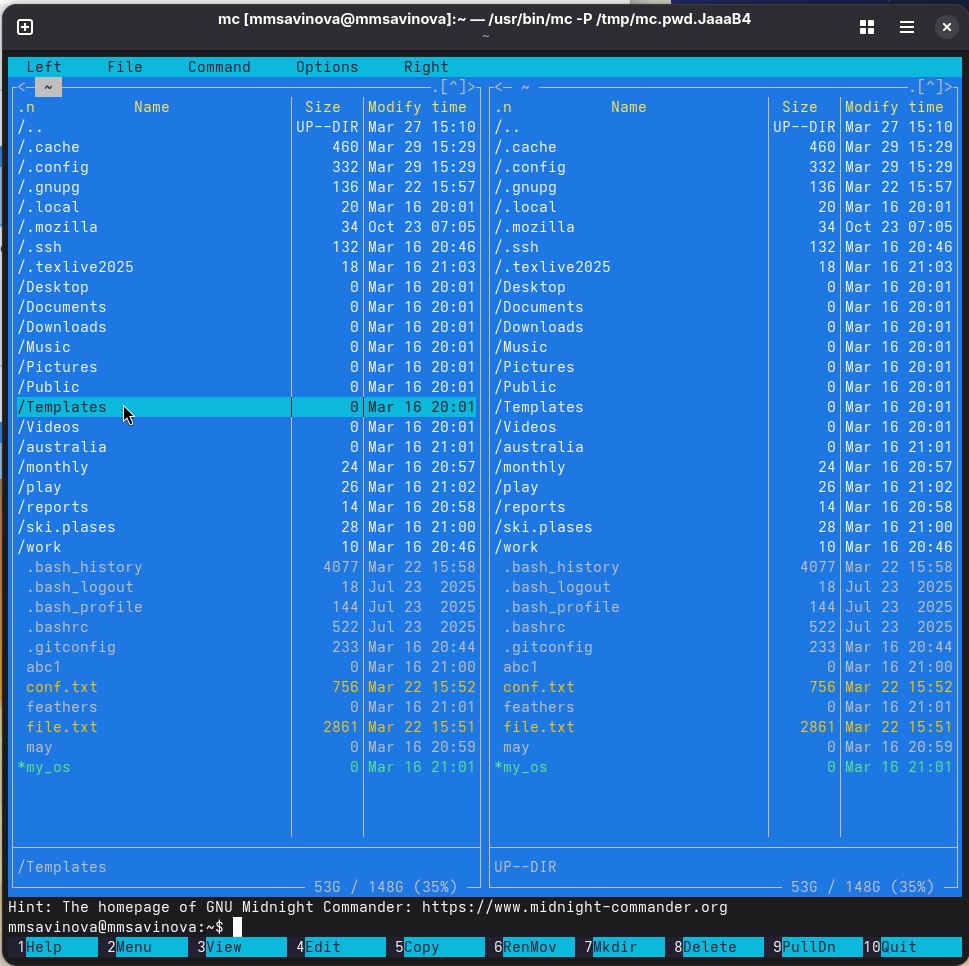 mc [mmsavinova@mmsavinova]:~ — /usr/bin/mc -P /tmp/mc.pwd.JaaaB4
~
Left File Command Options Right
<─ ~ .[^]> <─ ~ .[^]>
.n Name Size Modify time .n Name Size Modify time
/.. UP--DIR Mar 27 15:10 /.. UP--DIR Mar 27 15:10
/.cache 460 Mar 29 15:29 /.cache 460 Mar 29 15:29
/.config 332 Mar 29 15:29 /.config 332 Mar 29 15:29
/.gnupg 136 Mar 22 15:57 /.gnupg 136 Mar 22 15:57
/.local 20 Mar 16 20:01 /.local 20 Mar 16 20:01
/.mozilla 34 Oct 23 07:05 /.mozilla 34 Oct 23 07:05
/.ssh 132 Mar 16 20:46 /.ssh 132 Mar 16 20:46
/.texlive2025 18 Mar 16 21:03 /.texlive2025 18 Mar 16 21:03
/Desktop 0 Mar 16 20:01 /Desktop 0 Mar 16 20:01
/Documents 0 Mar 16 20:01 /Documents 0 Mar 16 20:01
/Downloads 0 Mar 16 20:01 /Downloads 0 Mar 16 20:01
/Music 0 Mar 16 20:01 /Music 0 Mar 16 20:01
/Pictures 0 Mar 16 20:01 /Pictures 0 Mar 16 20:01
/Public 0 Mar 16 20:01 /Public 0 Mar 16 20:01
/Templates 0 Mar 16 20:01 /Templates 0 Mar 16 20:01
/Videos 0 Mar 16 20:01 /Videos 0 Mar 16 20:01
/australia 0 Mar 16 21:01 /australia 0 Mar 16 21:01
/monthly 24 Mar 16 20:57 /monthly 24 Mar 16 20:57
/play 26 Mar 16 21:02 /play 26 Mar 16 21:02
/reports 14 Mar 16 20:58 /reports 14 Mar 16 20:58
/ski.plases 28 Mar 16 21:00 /ski.plases 28 Mar 16 21:00
/work 10 Mar 16 20:46 /work 10 Mar 16 20:46
.bash_history 4077 Mar 22 15:58 .bash_history 4077 Mar 22 15:58
.bash_logout 18 Jul 23 2025 .bash_logout 18 Jul 23 2025
.bash_profile 144 Jul 23 2025 .bash_profile 144 Jul 23 2025
.bashrc 522 Jul 23 2025 .bashrc 522 Jul 23 2025
.gitconfig 233 Mar 16 20:44 .gitconfig 233 Mar 16 20:44
abc1 0 Mar 16 21:00 abc1 0 Mar 16 21:00
conf.txt 756 Mar 22 15:52 conf.txt 756 Mar 22 15:52
feathers 0 Mar 16 21:01 feathers 0 Mar 16 21:01
file.txt 2861 Mar 22 15:51 file.txt 2861 Mar 22 15:51
may 0 Mar 16 20:59 may 0 Mar 16 20:59
*my_os 0 Mar 16 21:01 *my_os 0 Mar 16 21:01
/Templates UP--DIR
53G / 148G (35%) 53G / 148G (35%)
Hint: The homepage of GNU Midnight Commander: https://www.midnight-commander.org
mmsavinova@mmsavinova:~$
1Help 2Menu 3View 4Edit 5Copy 6RenMov 7Mkdir 8Delete 9PullDn 10Quit